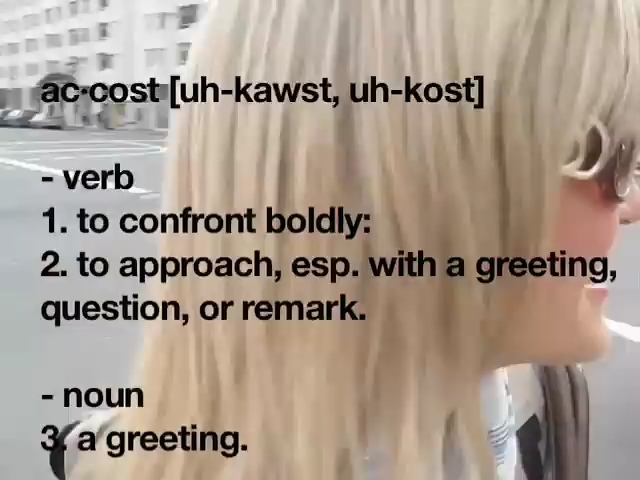 ac·cost [uh-kawst, uh-kost]
- verb
1. to confront boldly:
2. to approach, esp. with a greeting,
question, or remark.
- noun
3. a greeting.